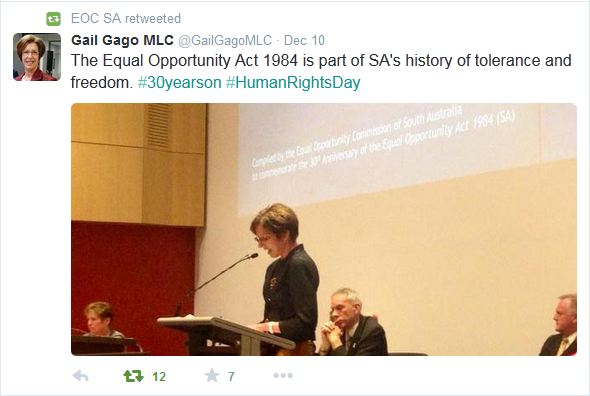 EOC SA retweeted
Gail Gago MLC @GailGagoMLC · Dec 10
The Equal Opportunity Act 1984 is part of SA's history of tolerance and
freedom. #30yearson #HumanRightsDay
Compiled by the Equal Opportunity Commission of South Australia
to commemorate the 30th Anniversary of the Equal Opportunity Act 1984 (SA)
12
7